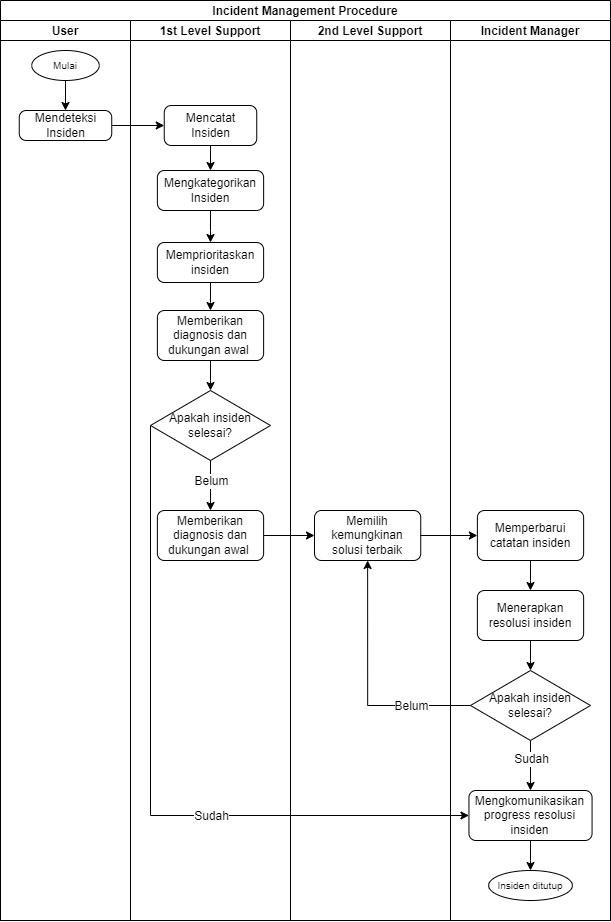 Incident Management Procedure
User
1st Level Support
2nd Level Support
Incident Manager
Mulai
Mendeteksi
Insiden
Mencatat
Insiden
Mengkategorikan
Insiden
Memprioritaskan
insiden
Memberikan
diagnosis dan
dukungan awal
Apakah insiden
selesai?
Belum
Memberikan
diagnosis dan
dukungan awal
Memilih
kemungkinan
solusi terbaik
Memperbarui
catatan insiden
Menerapkan
resolusi insiden
Apakah insiden
selesai?
Belum
Sudah
Sudah
Mengkomunikasikan
progress resolusi
insiden
Insiden ditutup